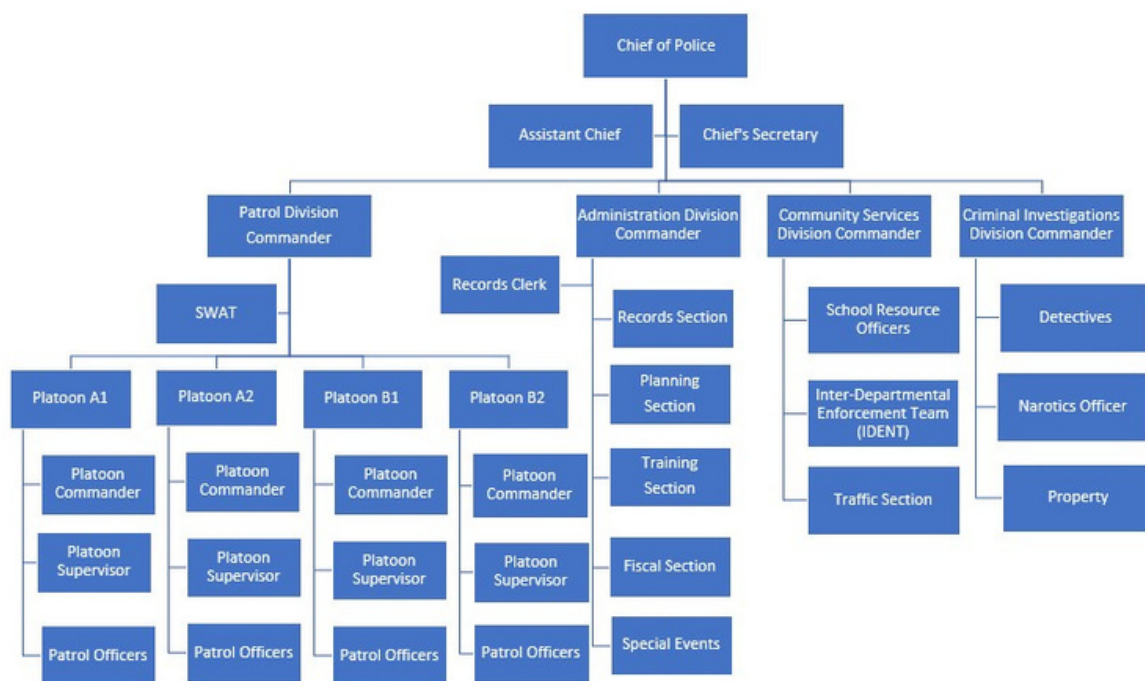 Chief of Police
Assistant Chief
Chief's Secretary
Patrol Division
Commander
Administration Division
Commander
Community Services
Division Commander
Criminal Investigations
Division Commander
Records Clerk
SWAT
Records Section
School Resource
Officers
Detectives
Platoon A1
Platoon A2
Platoon B1
Platoon B2
Planning
Section
Inter-Departmental
Enforcement Team
(IDENT)
Narotics Officer
Platoon
Commander
Platoon
Commander
Platoon
Commander
Platoon
Commander
Training
Section
Traffic Section
Property
Platoon
Supervisor
Platoon
Supervisor
Platoon
Supervisor
Platoon
Supervisor
Fiscal Section
Patrol Officers
Patrol Officers
Patrol Officers
Patrol Officers
Special Events